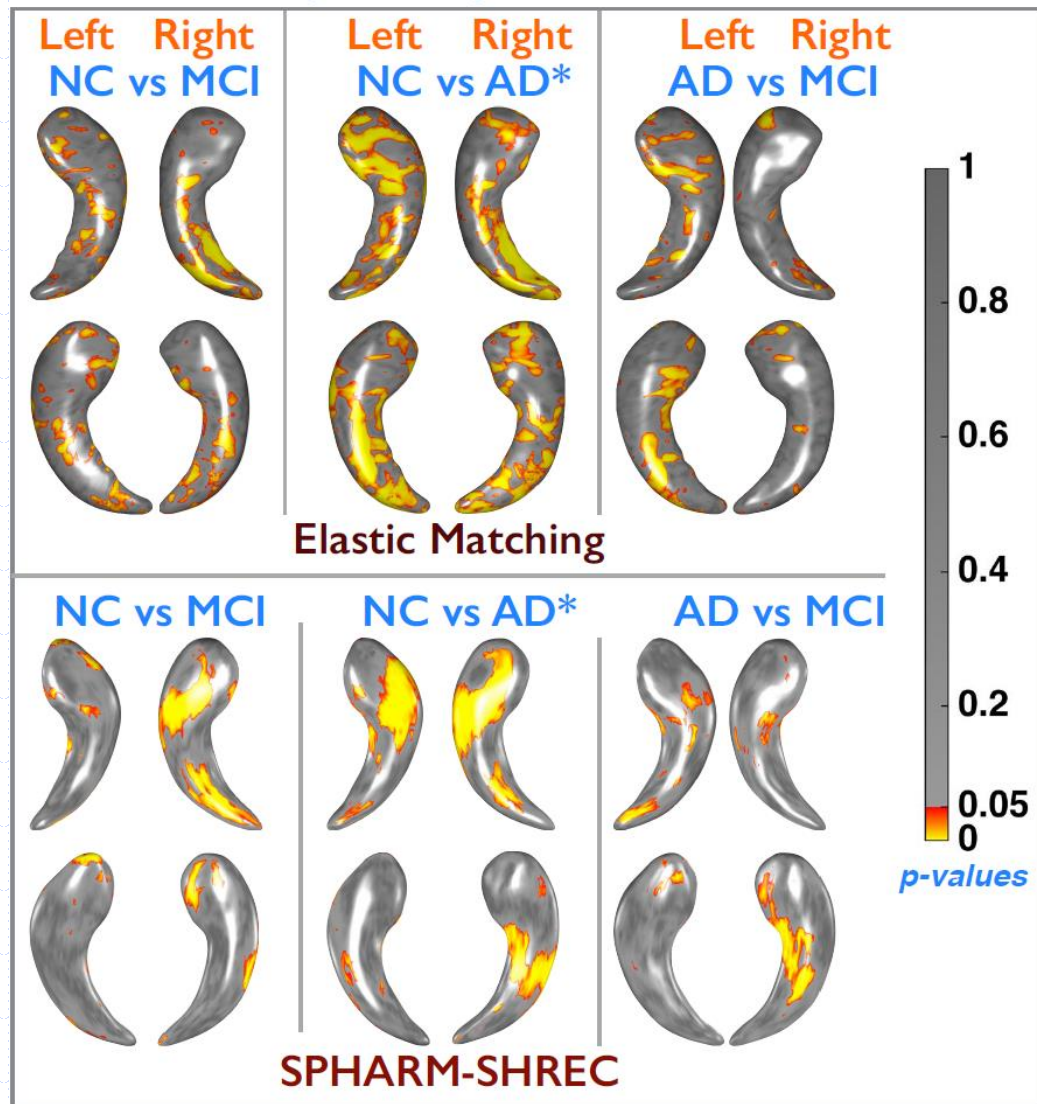 Left Right Left Right Left Right
NC vs MCI NC vs AD* AD vs MCI
Elastic Matching
NC vs MCI NC vs AD* AD vs MCI
SPHARM-SHREC
1
0.8
0.6
0.4
0.2
0.05
0
p-values